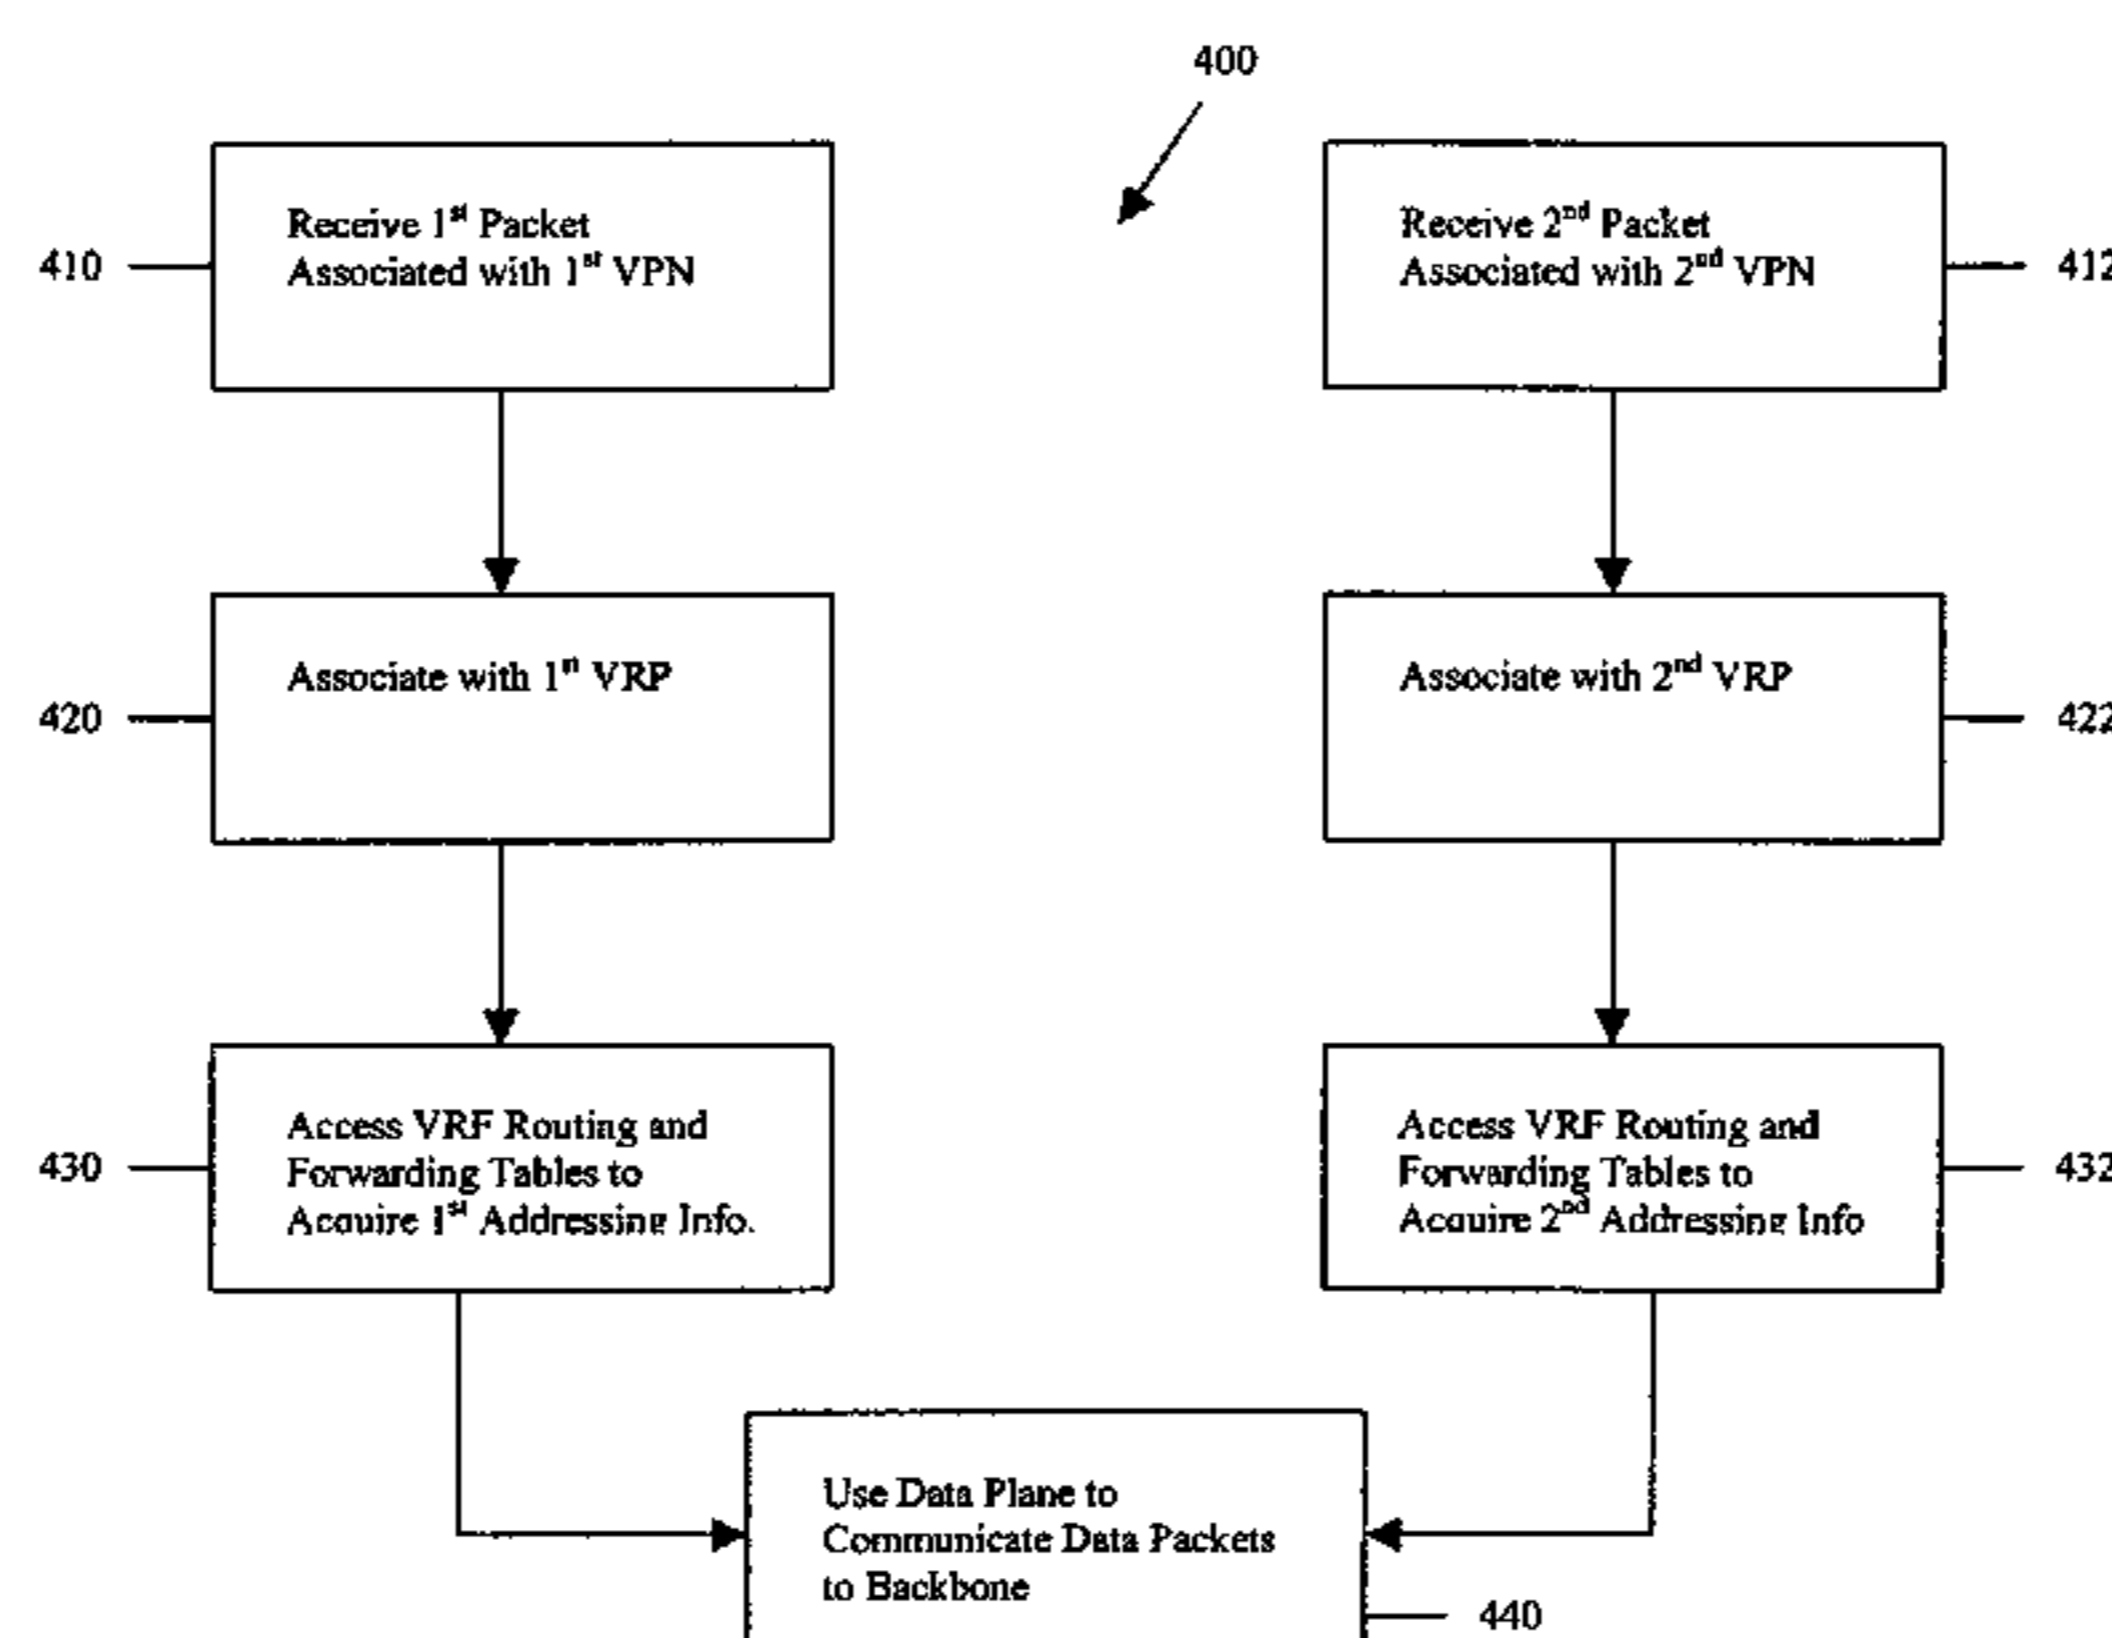 400
Receive 1st Packet
Associated with 1st VPN
410
Receive 2nd Packet
Associated with 2nd VPN
412
Associate with 1st VRP
420
Associate with 2nd VRP
422
Access VRF Routing and
Forwarding Tables to
Acquire 1st Addressing Info.
430
Access VRF Routing and
Forwarding Tables to
Acquire 2nd Addressing Info
432
Use Data Plane to
Communicate Data Packets
to Backbone
440